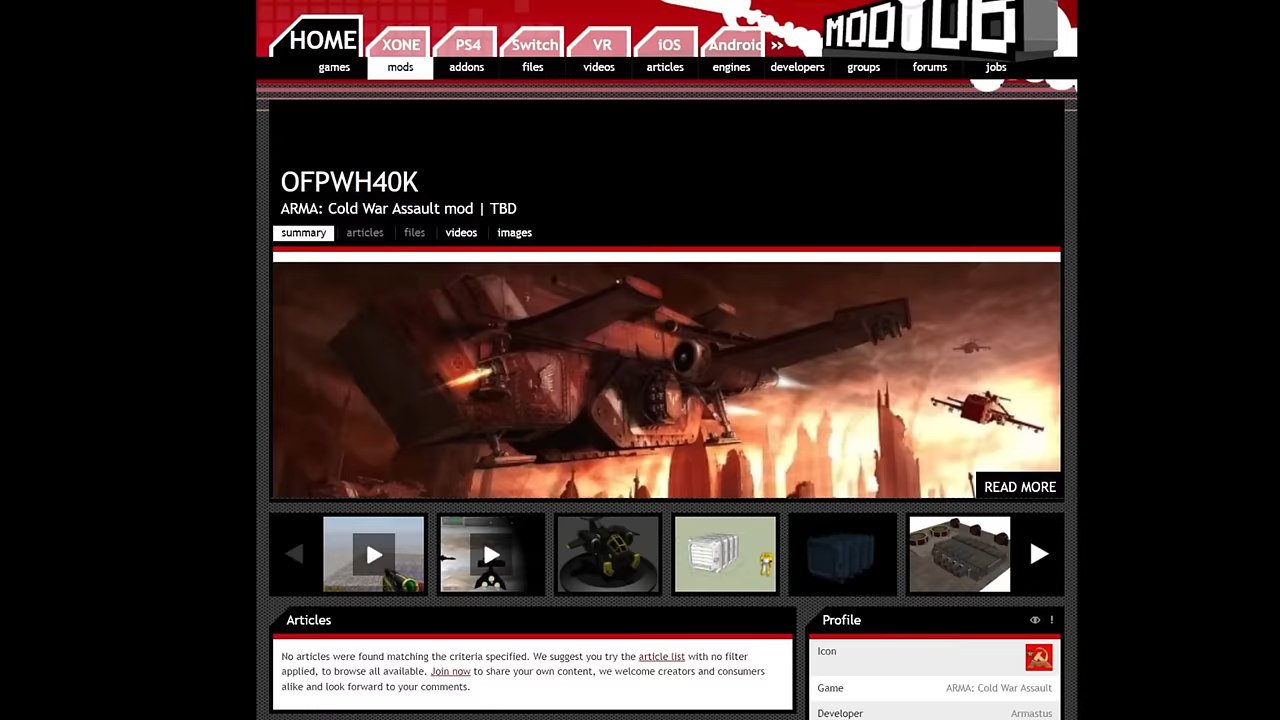 HOME XONE PS4 Switch VR iOS Android »
MOD DB
games mods addons files videos articles engines developers groups forums jobs
OFPWH40K
ARMA: Cold War Assault mod | TBD
summary articles files videos images
READ MORE
Articles
No articles were found matching the criteria specified. We suggest you try the article list with no filter
applied, to browse all available. Join now to share your own content, we welcome creators and consumers
alike and look forward to your comments.
Profile
Icon
Game ARMA: Cold War Assault
Developer Armastus